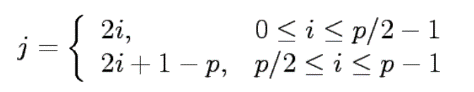 j = { 2i, 0 ≤ i ≤ p/2 − 1
2i + 1 − p, p/2 ≤ i ≤ p − 1